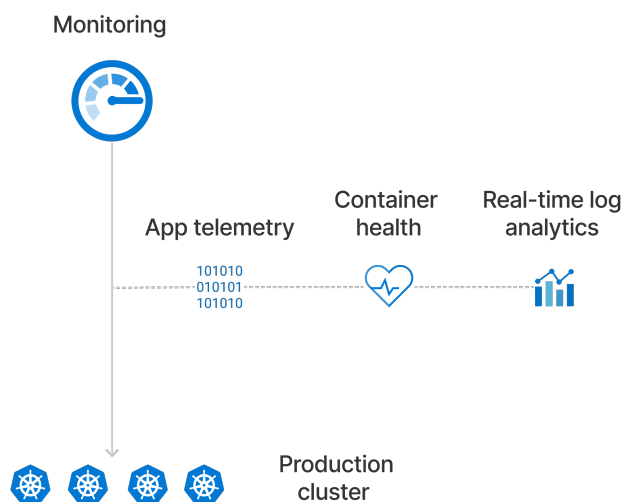 Monitoring
App telemetry
Container
health
Real-time log
analytics
101010
010101
101010
Production
cluster